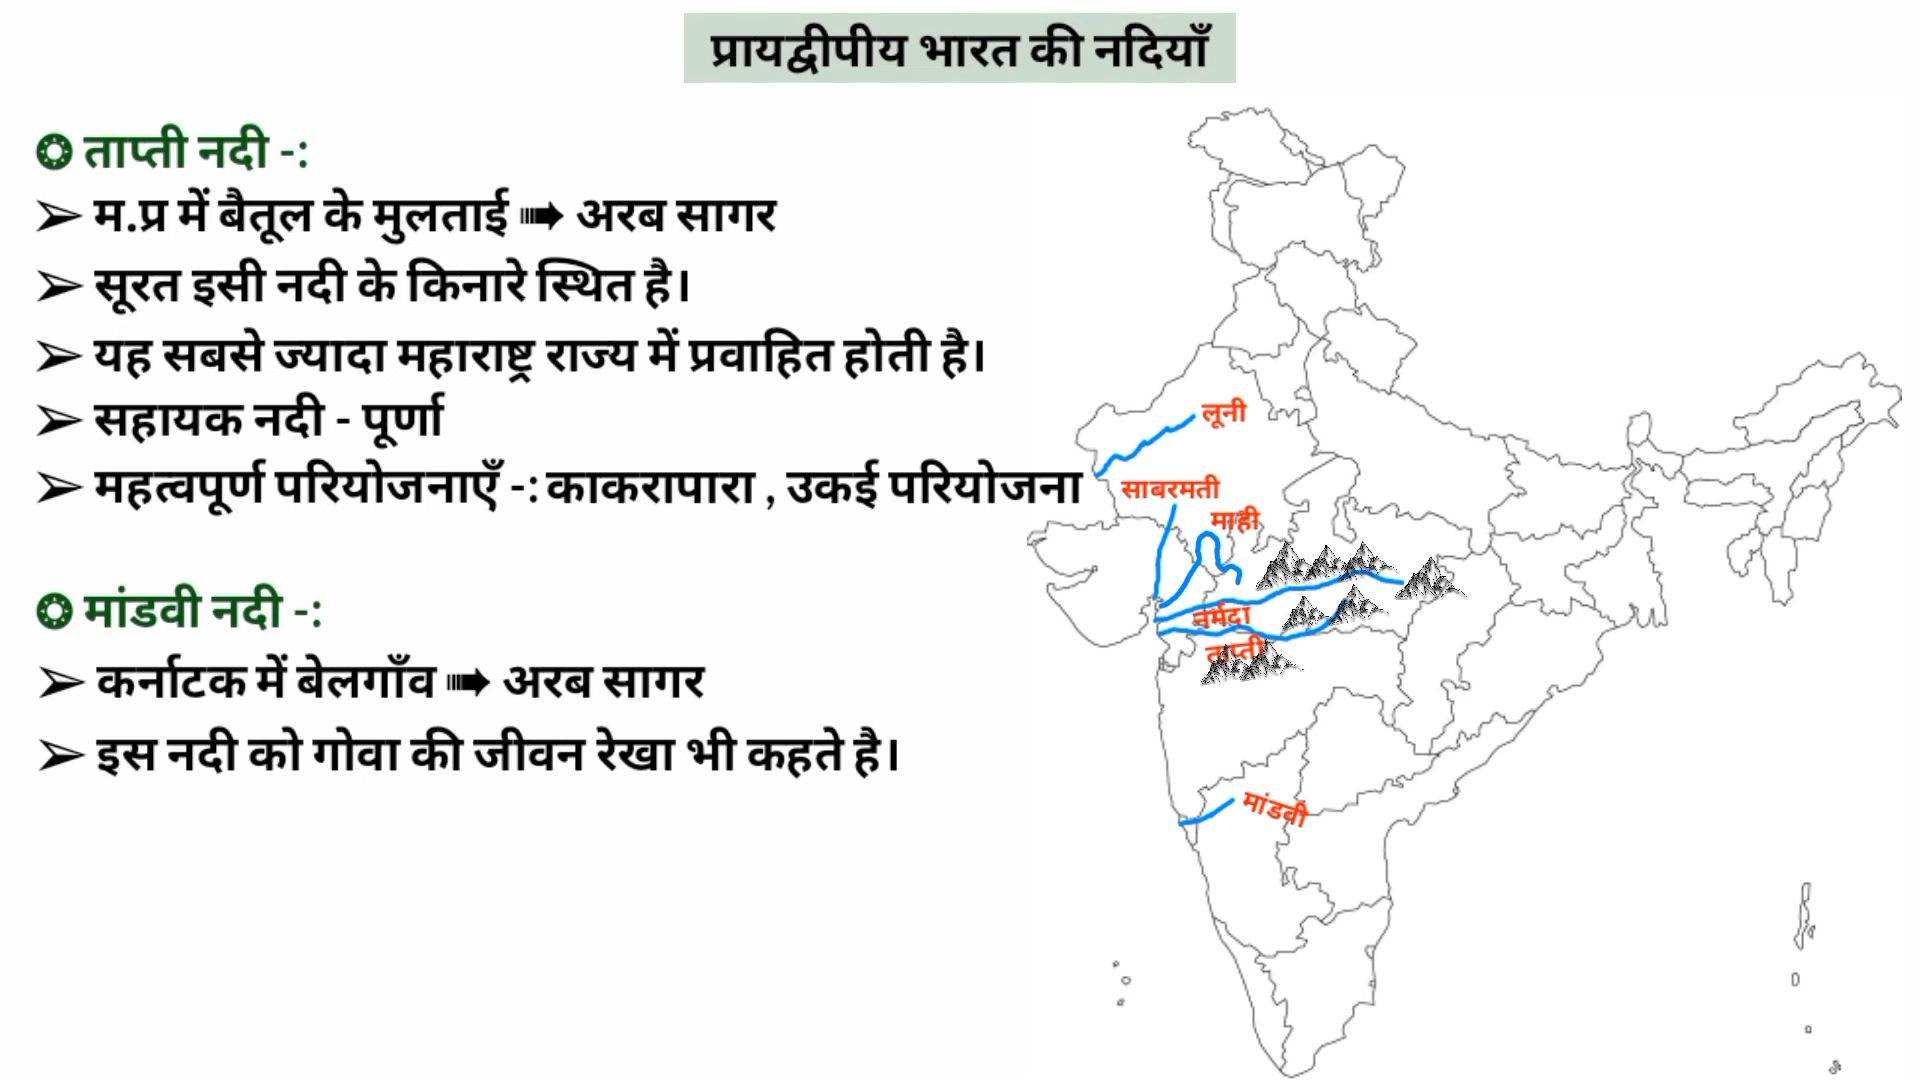 प्रायद्वीपीय भारत की नदियाँ
❂ ताप्ती नदी -:
➢ म.प्र में बैतूल के मुलताई ➠ अरब सागर
➢ सूरत इसी नदी के किनारे स्थित है।
➢ यह सबसे ज्यादा महाराष्ट्र राज्य में प्रवाहित होती है।
➢ सहायक नदी - पूर्णा
➢ महत्वपूर्ण परियोजनाएँ -: काकरापारा , उकई परियोजना
❂ मांडवी नदी -:
➢ कर्नाटक में बेलगाँव ➠ अरब सागर
➢ इस नदी को गोवा की जीवन रेखा भी कहते है।
लूनी
साबरमती
माही
नर्मदा
ताप्ती
मांडवी